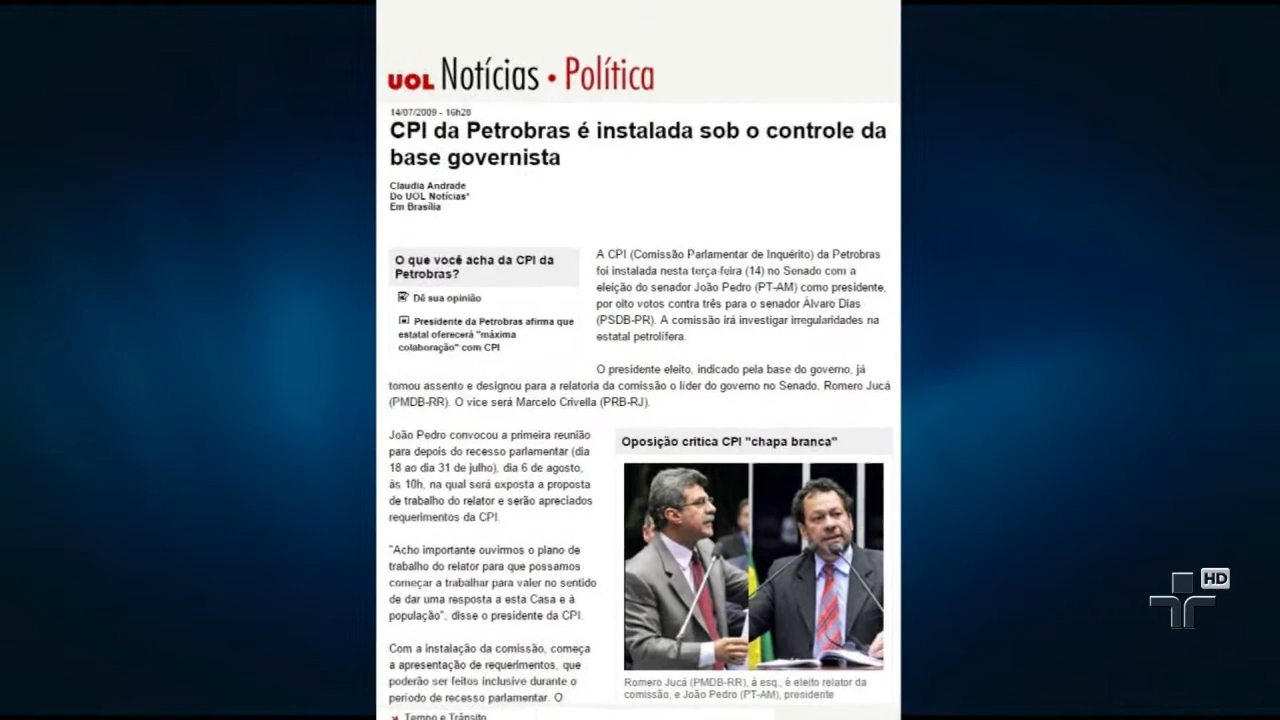 UOL Notícias • Política
14/07/2009 - 16h28
CPI da Petrobras é instalada sob o controle da
base governista
Claudia Andrade
Do UOL Notícias*
Em Brasília
O que você acha da CPI da
Petrobras?
Dê sua opinião
Presidente da Petrobras afirma que
estatal oferecerá "máxima
colaboração" com CPI
A CPI (Comissão Parlamentar de Inquérito) da Petrobras
foi instalada nesta terça-feira (14) no Senado com a
eleição do senador João Pedro (PT-AM) como presidente,
por oito votos contra três para o senador Álvaro Dias
(PSDB-PR). A comissão irá investigar irregularidades na
estatal petrolífera.
O presidente eleito, indicado pela base do governo, já
tomou assento e designou para a relatoria da comissão o líder do governo no Senado, Romero Jucá
(PMDB-RR). O vice será Marcelo Crivella (PRB-RJ).
João Pedro convocou a primeira reunião
para depois do recesso parlamentar (dia
18 ao dia 31 de julho), dia 6 de agosto,
às 10h, na qual será exposta a proposta
de trabalho do relator e serão apreciados
requerimentos da CPI.
"Acho importante ouvirmos o plano de
trabalho do relator para que possamos
começar a trabalhar para valer no sentido
de dar uma resposta a esta Casa e à
população", disse o presidente da CPI.
Com a instalação da comissão, começa
a apresentação de requerimentos, que
poderão ser feitos inclusive durante o
período de recesso parlamentar. O
Oposição critica CPI "chapa branca"
Romero Jucá (PMDB-RR), à esq., é eleito relator da
comissão, e João Pedro (PT-AM), presidente
Tempo e Trânsito
HD